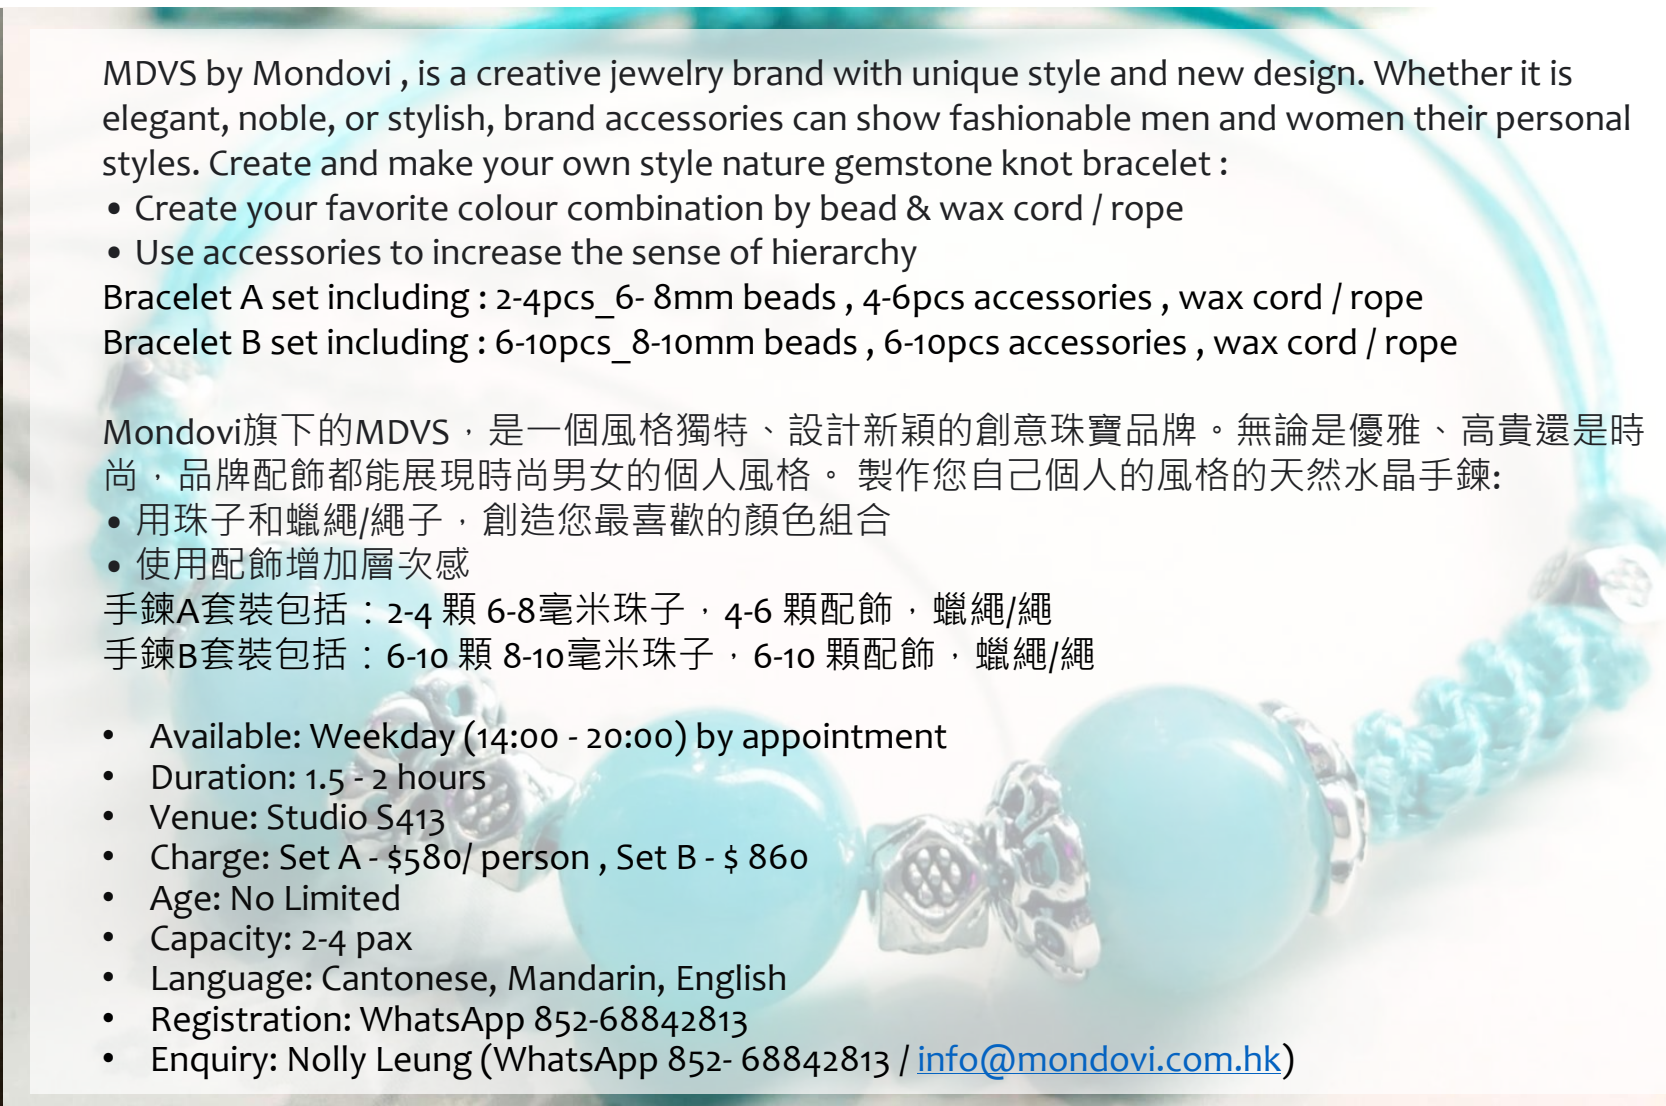 MDVS by Mondovi , is a creative jewelry brand with unique style and new design. Whether it is
elegant, noble, or stylish, brand accessories can show fashionable men and women their personal
styles. Create and make your own style nature gemstone knot bracelet :
• Create your favorite colour combination by bead & wax cord / rope
• Use accessories to increase the sense of hierarchy
Bracelet A set including : 2-4pcs_6- 8mm beads , 4-6pcs accessories , wax cord / rope
Bracelet B set including : 6-10pcs_8-10mm beads , 6-10pcs accessories , wax cord / rope
Mondovi旗下的MDVS，是一個風格獨特、設計新穎的創意珠寶品牌。無論是優雅、高貴還是時
尚，品牌配飾都能展現時尚男女的個人風格。 製作您自己個人的風格的天然水晶手鍊:
• 用珠子和蠟繩/繩子，創造您最喜歡的顏色組合
• 使用配飾增加層次感
手鍊A套裝包括：2-4 顆 6-8毫米珠子，4-6 顆配飾，蠟繩/繩
手鍊B套裝包括：6-10 顆 8-10毫米珠子，6-10 顆配飾，蠟繩/繩
• Available: Weekday (14:00 - 20:00) by appointment
• Duration: 1.5 - 2 hours
• Venue: Studio S413
• Charge: Set A - $580/ person , Set B - $ 860
• Age: No Limited
• Capacity: 2-4 pax
• Language: Cantonese, Mandarin, English
• Registration: WhatsApp 852-68842813
• Enquiry: Nolly Leung (WhatsApp 852- 68842813 / info@mondovi.com.hk)